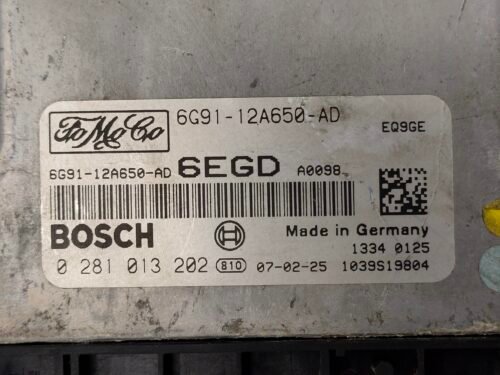 FoMoCo 6G91-12A650-AD
EQ9GE
6G91-12A650-AD 6EGD A0098
BOSCH Made in Germany
1334 0125
0 281 013 202 B10 07-02-25 1039S19804